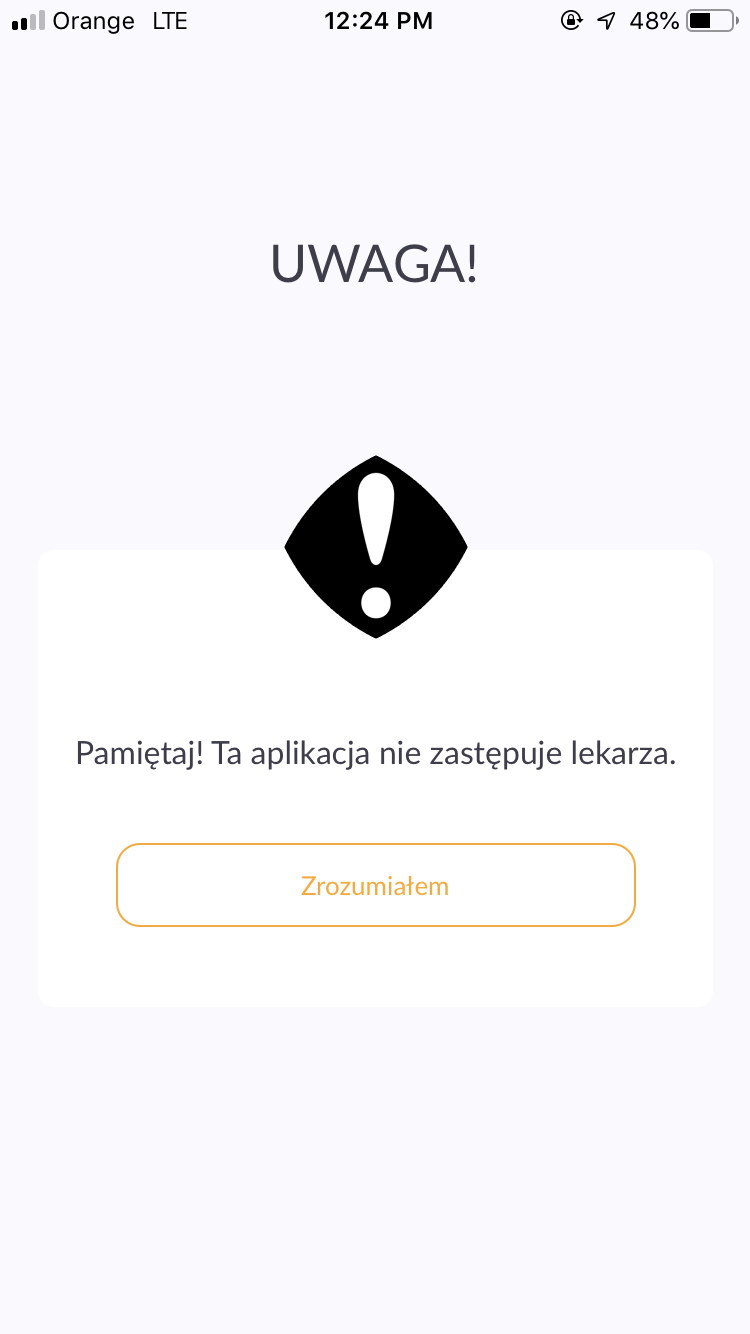 Orange LTE 12:24 PM 48%
UWAGA!
Pamiętaj! Ta aplikacja nie zastępuje lekarza.
Zrozumiałem